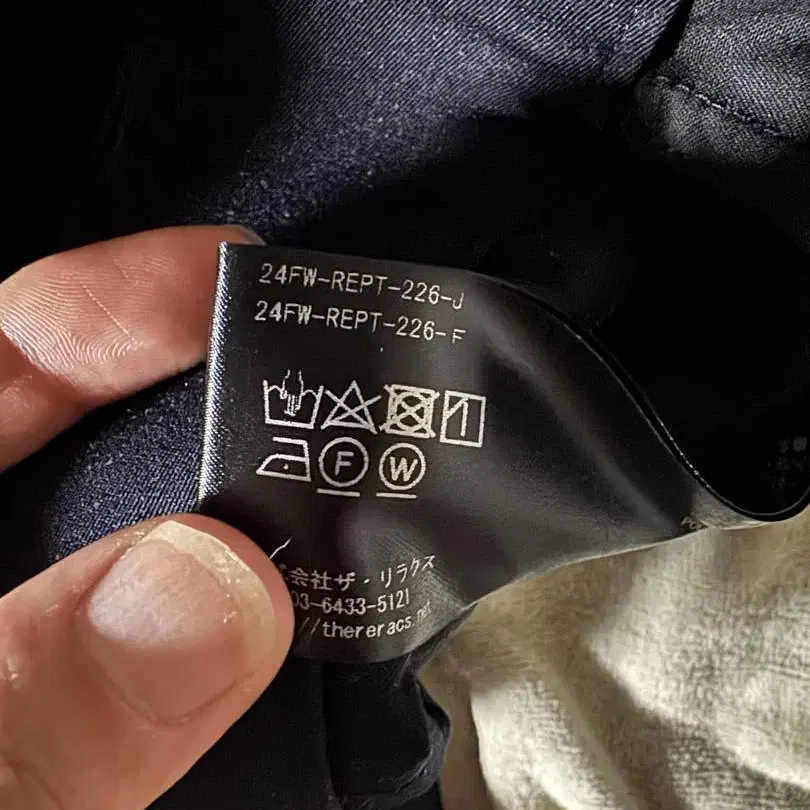 24FW-REPT-226-J
24FW-REPT-226-F
F W
会社ザ・リラクス
03-6433-5121
//thereracs.net